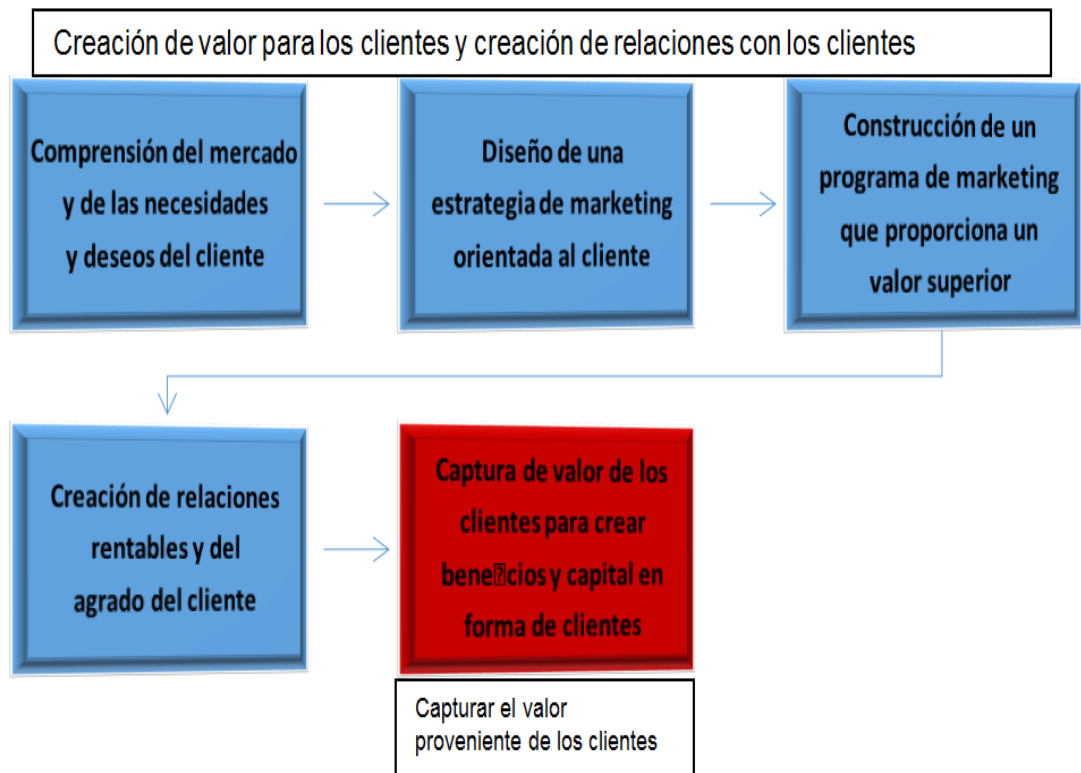 Creación de valor para los clientes y creación de relaciones con los clientes
Comprensión del mercado
y de las necesidades
y deseos del cliente
Diseño de una
estrategia de marketing
orientada al cliente
Construcción de un
programa de marketing
que proporciona un
valor superior
Creación de relaciones
rentables y del
agrado del cliente
Captura de valor de los
clientes para crear
bene�cios y capital en
forma de clientes
Capturar el valor
proveniente de los clientes